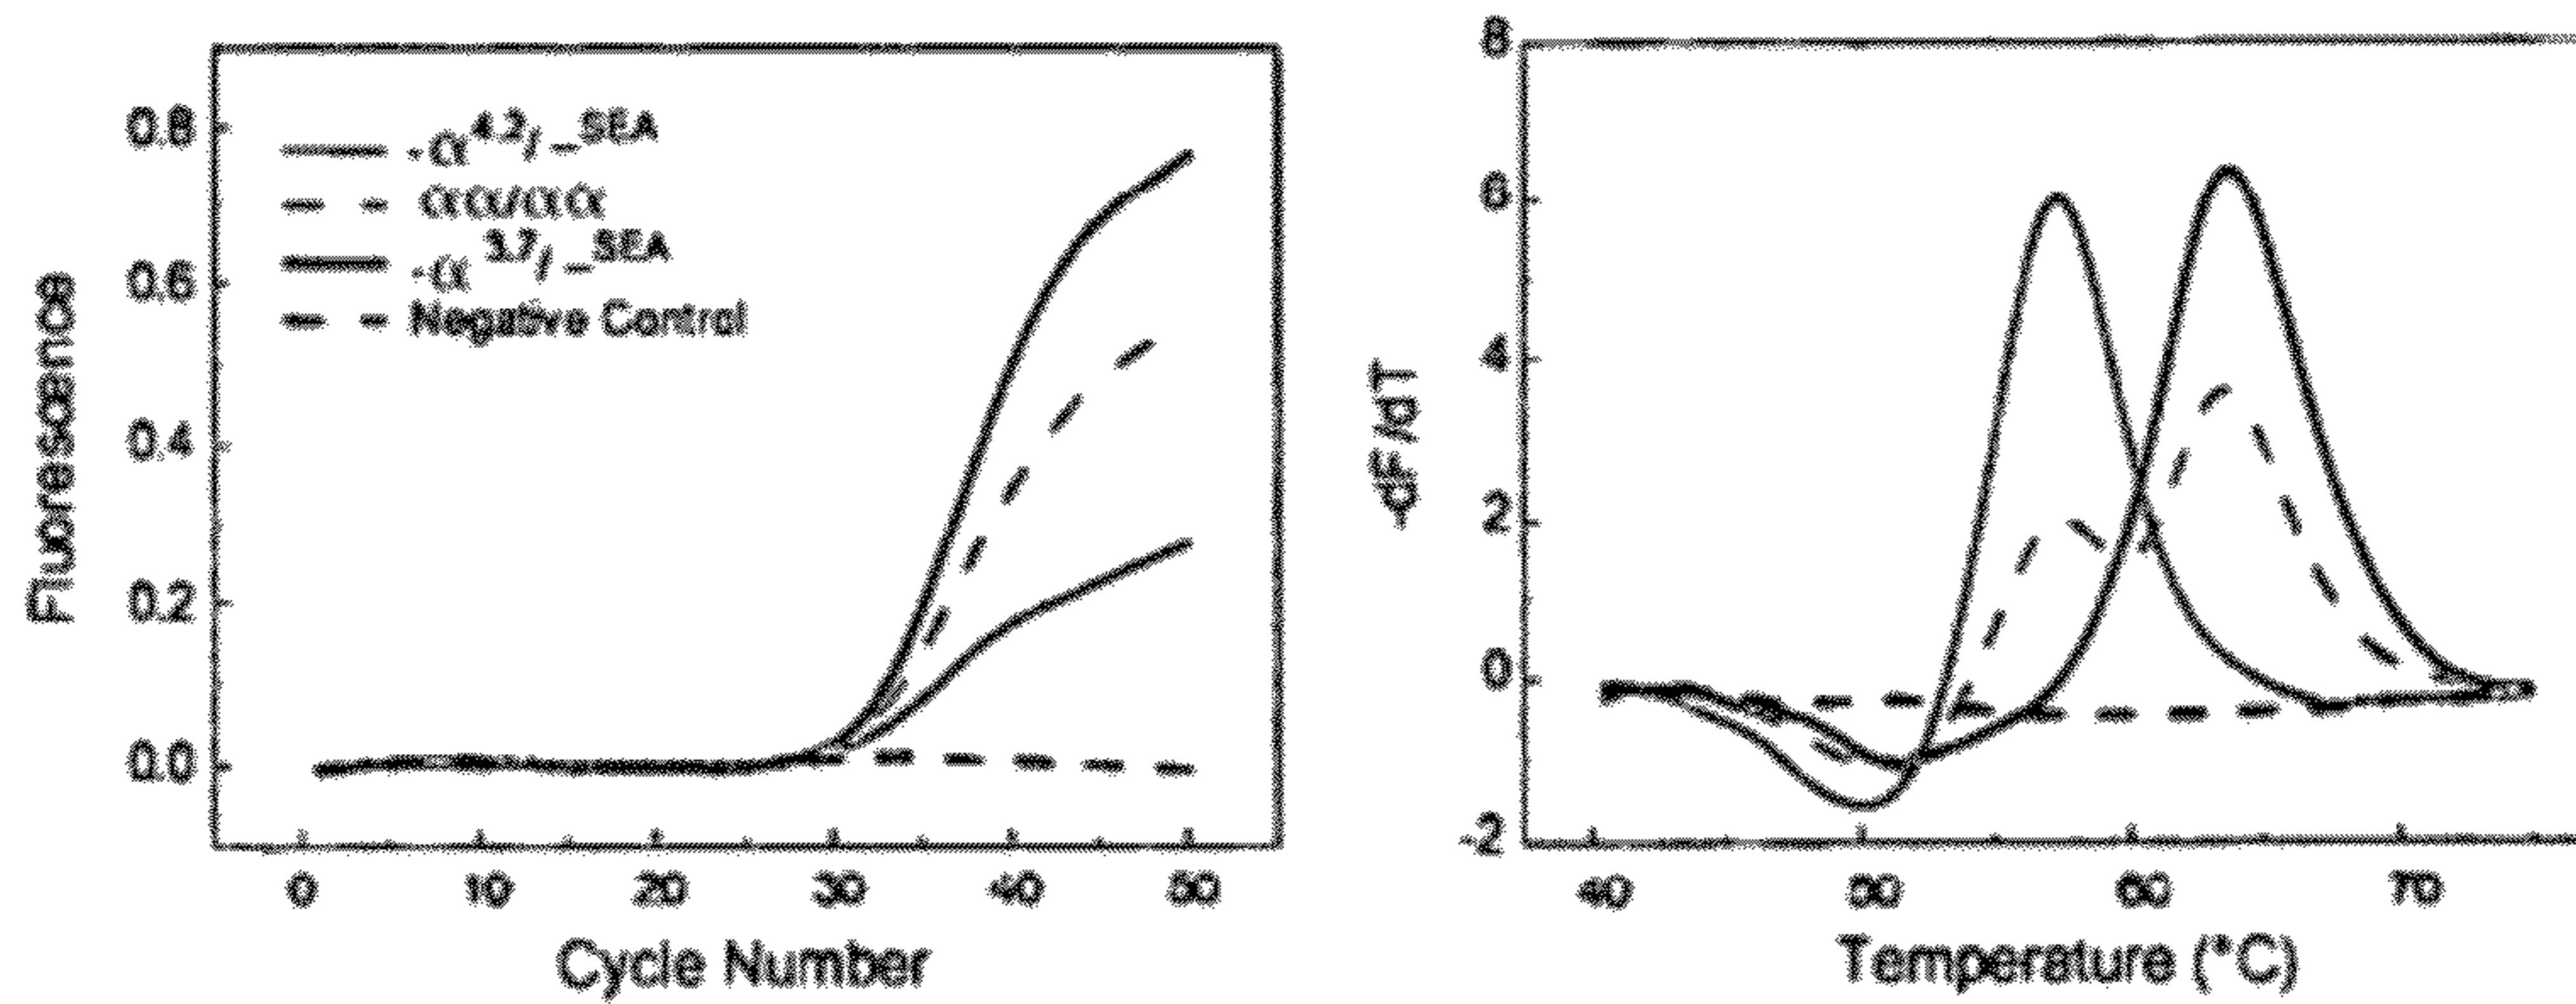 0.8
0.6
0.4
0.2
0.0
Fluorescence
-α^4.2/ --SEA
αα/αα
-α^3.7/ --SEA
Negative Control
0 10 20 30 40 50
Cycle Number
8
6
4
2
0
-2
-dF/dT
40 50 60 70
Temperature (°C)